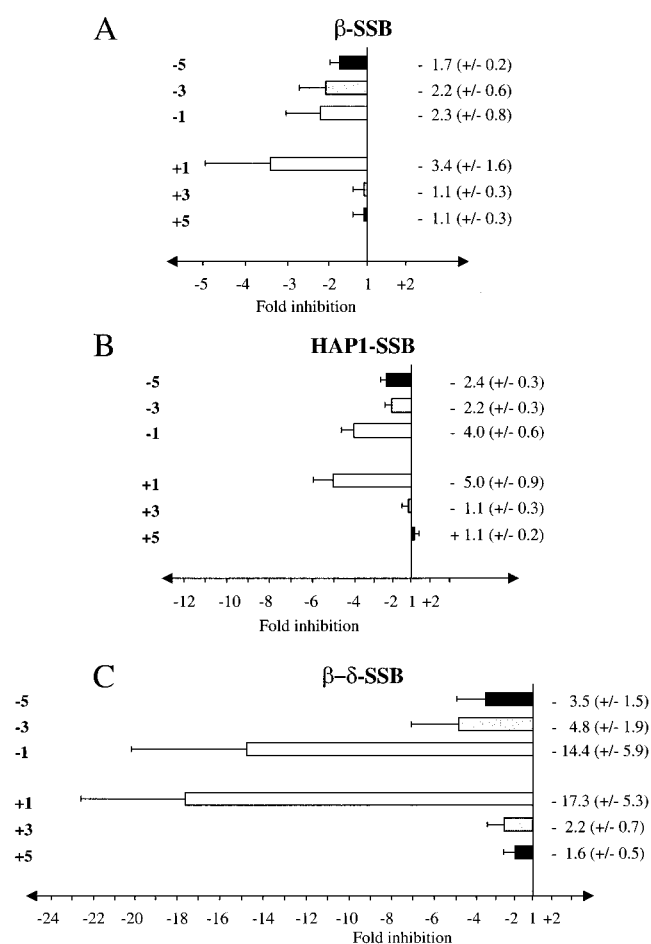 A
β-SSB
-5 - 1.7 (+/- 0.2)
-3 - 2.2 (+/- 0.6)
-1 - 2.3 (+/- 0.8)
+1 - 3.4 (+/- 1.6)
+3 - 1.1 (+/- 0.3)
+5 - 1.1 (+/- 0.3)
-5 -4 -3 -2 1 +2
Fold inhibition
B
HAP1-SSB
-5 - 2.4 (+/- 0.3)
-3 - 2.2 (+/- 0.3)
-1 - 4.0 (+/- 0.6)
+1 - 5.0 (+/- 0.9)
+3 - 1.1 (+/- 0.3)
+5 + 1.1 (+/- 0.2)
-12 -10 -8 -6 -4 -2 1 +2
Fold inhibition
C
β–δ-SSB
-5 - 3.5 (+/- 1.5)
-3 - 4.8 (+/- 1.9)
-1 - 14.4 (+/- 5.9)
+1 - 17.3 (+/- 5.3)
+3 - 2.2 (+/- 0.7)
+5 - 1.6 (+/- 0.5)
-24 -22 -20 -18 -16 -14 -12 -10 -8 -6 -4 -2 1 +2
Fold inhibition